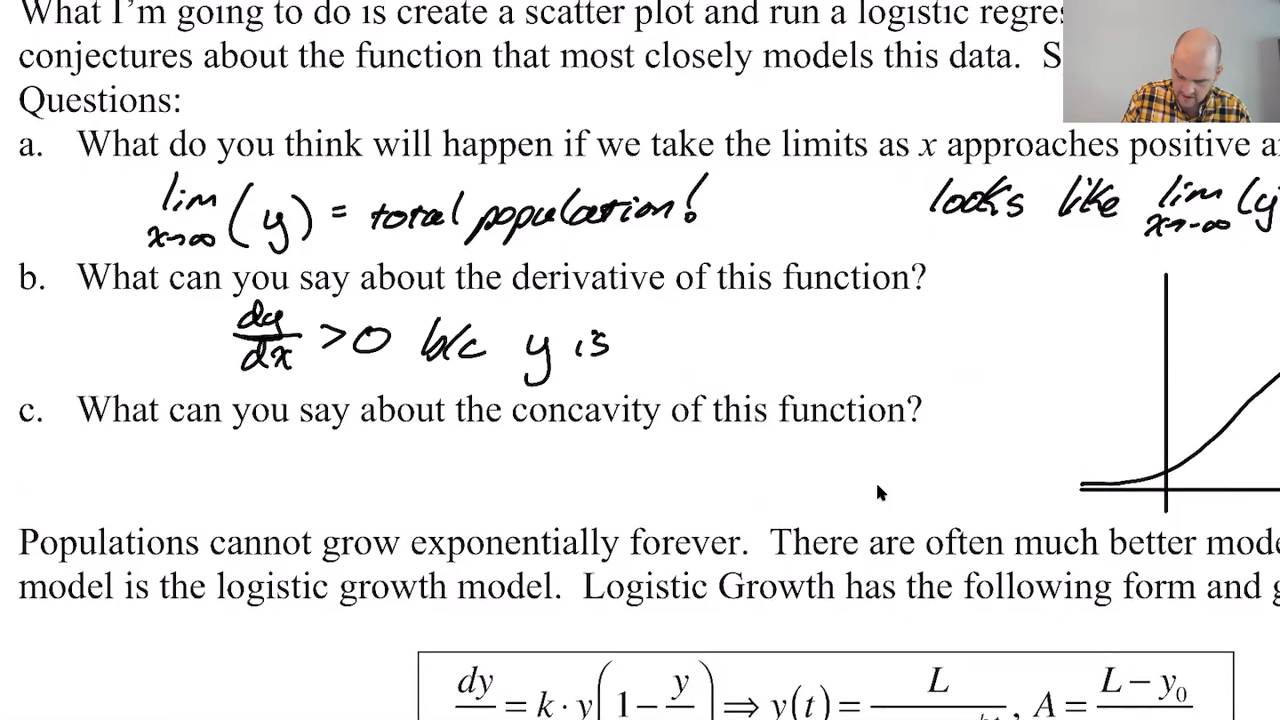 What I'm going to do is create a scatter plot and run a logistic
conjectures about the function that most closely models this data.
Questions:
a. What do you think will happen if we take the limits as x approaches positive
lim x→∞ (y) = total population! looks like lim x→-∞ (y
b. What can you say about the derivative of this function?
dy/dx >0 b/c y is
c. What can you say about the concavity of this function?
Populations cannot grow exponentially forever. There are often much better
model is the logistic growth model. Logistic Growth has the following form and
dy = k · y(1 − y) ⇒ y(t) = L , A = L − y₀